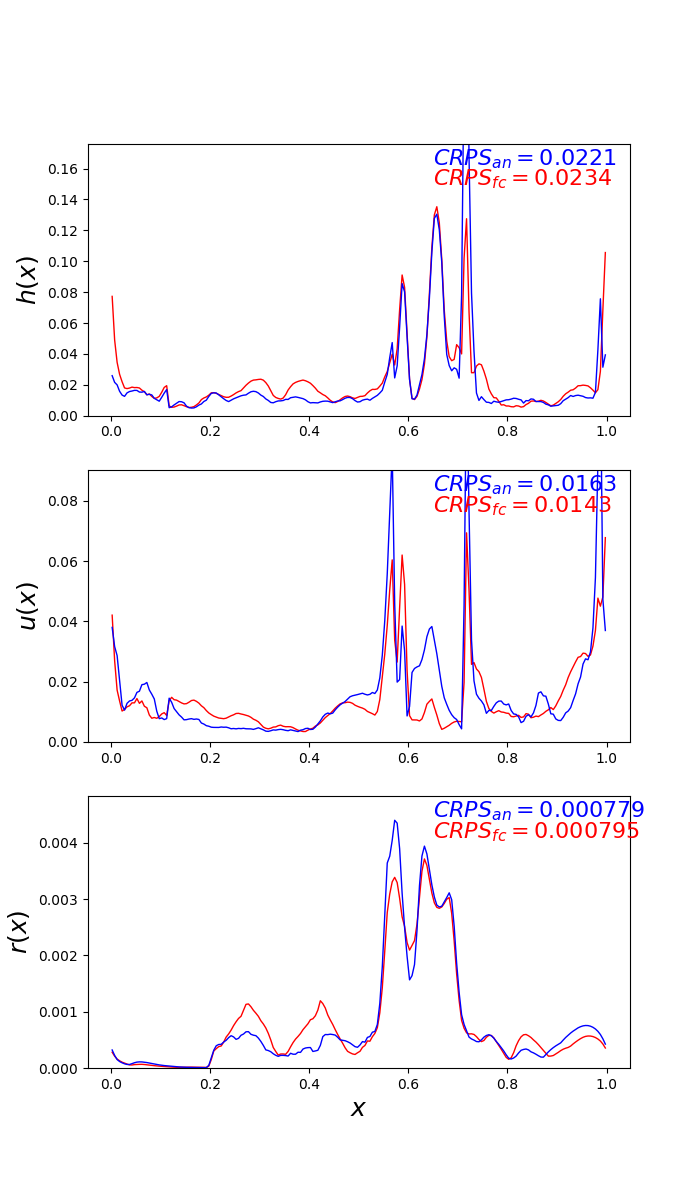 CRPS_an = 0.0221
CRPS_fc = 0.0234
h(x)
0.16
0.14
0.12
0.10
0.08
0.06
0.04
0.02
0.00
0.0 0.2 0.4 0.6 0.8 1.0
CRPS_an = 0.0163
CRPS_fc = 0.0143
u(x)
0.08
0.06
0.04
0.02
0.00
0.0 0.2 0.4 0.6 0.8 1.0
CRPS_an = 0.000779
CRPS_fc = 0.000795
r(x)
0.004
0.003
0.002
0.001
0.000
0.0 0.2 0.4 0.6 0.8 1.0
x